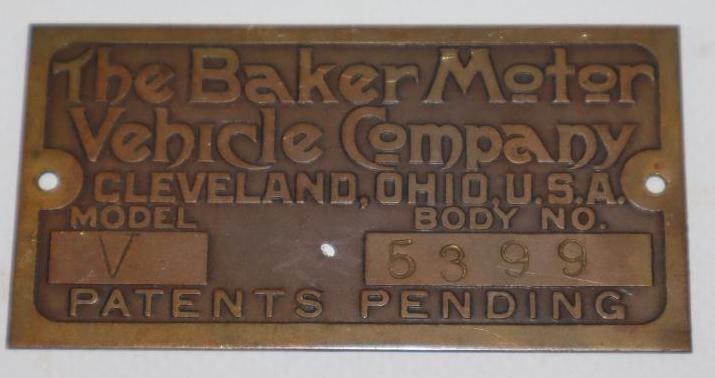 The Baker Motor
Vehicle Company
CLEVELAND, OHIO, U.S.A.
MODEL BODY NO.
V 5399
PATENTS PENDING